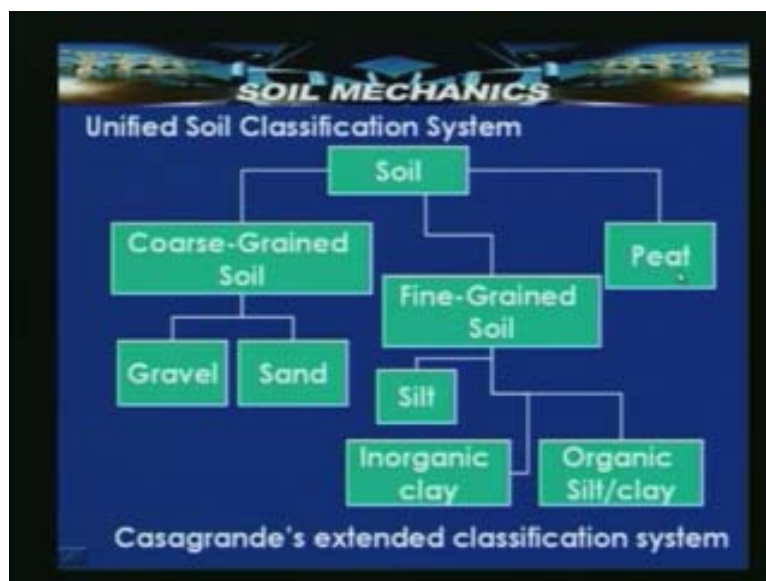 SOIL MECHANICS
Unified Soil Classification System
Soil
Coarse-Grained
Soil
Peat
Fine-Grained
Soil
Gravel
Sand
Silt
Inorganic
clay
Organic
Silt/clay
Casagrande's extended classification system